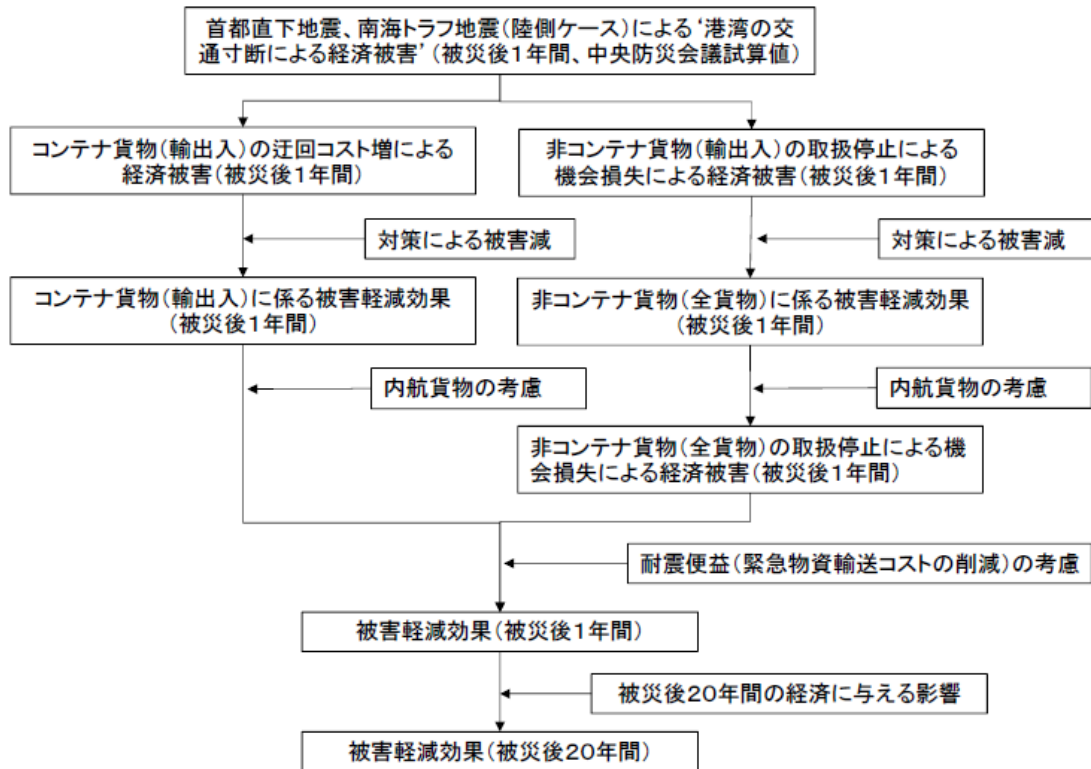 首都直下地震、南海トラフ地震(陸側ケース)による‘港湾の交
通寸断による経済被害’(被災後1年間、中央防災会議試算値)
コンテナ貨物(輸出入)の迂回コスト増による
経済被害(被災後1年間)
非コンテナ貨物(輸出入)の取扱停止による
機会損失による経済被害(被災後1年間)
対策による被害減
対策による被害減
コンテナ貨物(輸出入)に係る被害軽減効果
(被災後1年間)
非コンテナ貨物(全貨物)に係る被害軽減効果
(被災後1年間)
内航貨物の考慮
内航貨物の考慮
非コンテナ貨物(全貨物)の取扱停止による機
会損失による経済被害(被災後1年間)
耐震便益(緊急物資輸送コストの削減)の考慮
被害軽減効果(被災後1年間)
被災後20年間の経済に与える影響
被害軽減効果(被災後20年間)